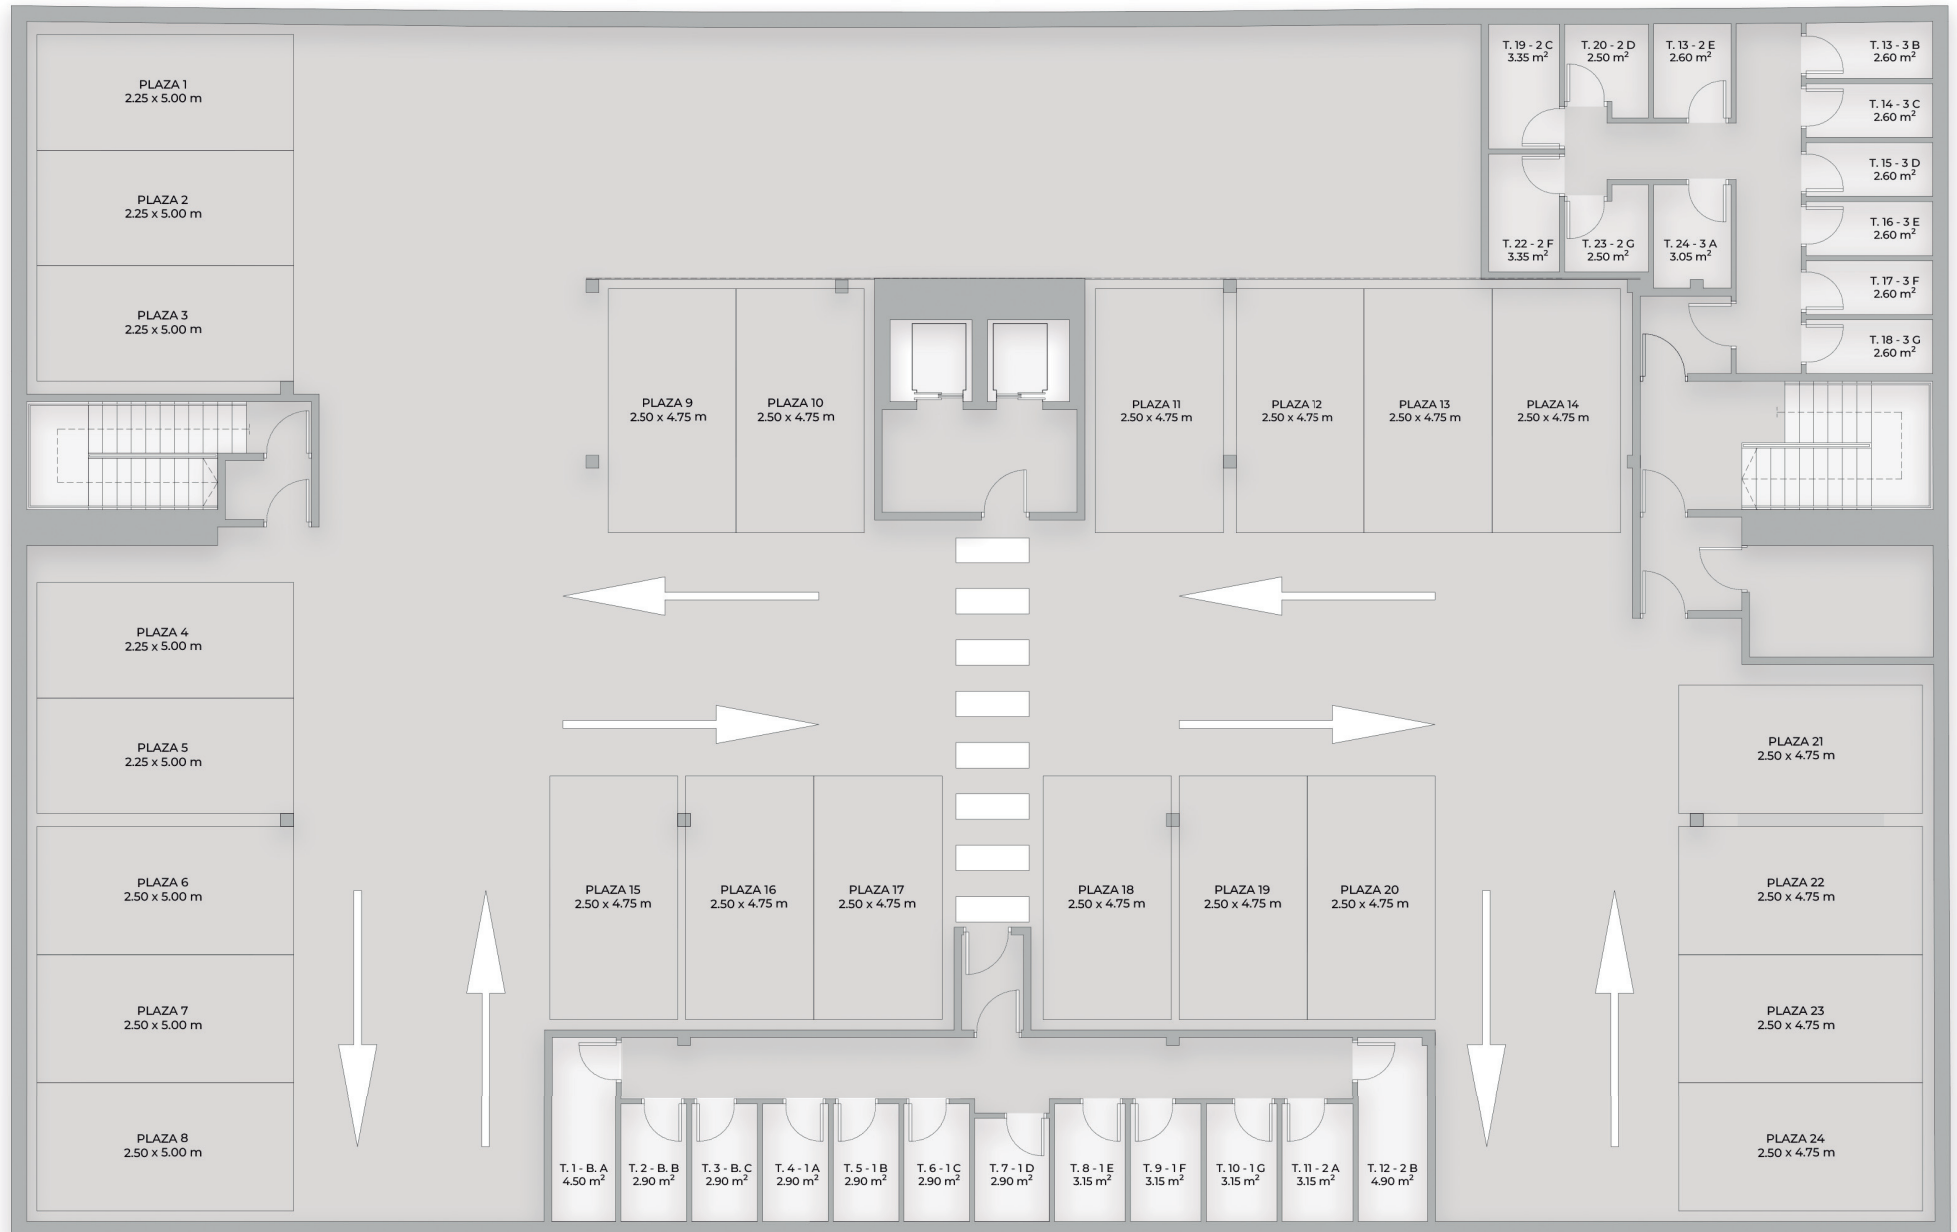 PLAZA 1
2.25 x 5.00 m
PLAZA 2
2.25 x 5.00 m
PLAZA 3
2.25 x 5.00 m
PLAZA 4
2.25 x 5.00 m
PLAZA 5
2.25 x 5.00 m
PLAZA 6
2.50 x 5.00 m
PLAZA 7
2.50 x 5.00 m
PLAZA 8
2.50 x 5.00 m
PLAZA 9
2.50 x 4.75 m
PLAZA 10
2.50 x 4.75 m
PLAZA 11
2.50 x 4.75 m
PLAZA 12
2.50 x 4.75 m
PLAZA 13
2.50 x 4.75 m
PLAZA 14
2.50 x 4.75 m
PLAZA 15
2.50 x 4.75 m
PLAZA 16
2.50 x 4.75 m
PLAZA 17
2.50 x 4.75 m
PLAZA 18
2.50 x 4.75 m
PLAZA 19
2.50 x 4.75 m
PLAZA 20
2.50 x 4.75 m
PLAZA 21
2.50 x 4.75 m
PLAZA 22
2.50 x 4.75 m
PLAZA 23
2.50 x 4.75 m
PLAZA 24
2.50 x 4.75 m
T. 19 - 2 C
3.35 m²
T. 20 - 2 D
2.50 m²
T. 13 - 2 E
2.60 m²
T. 22 - 2 F
3.35 m²
T. 23 - 2 G
2.50 m²
T. 24 - 3 A
3.05 m²
T. 13 - 3 B
2.60 m²
T. 14 - 3 C
2.60 m²
T. 15 - 3 D
2.60 m²
T. 16 - 3 E
2.60 m²
T. 17 - 3 F
2.60 m²
T. 18 - 3 G
2.60 m²
T. 1 - B. A
4.50 m²
T. 2 - B. B
2.90 m²
T. 3 - B. C
2.90 m²
T. 4 - 1 A
2.90 m²
T. 5 - 1 B
2.90 m²
T. 6 - 1 C
2.90 m²
T. 7 - 1 D
2.90 m²
T. 8 - 1 E
3.15 m²
T. 9 - 1 F
3.15 m²
T. 10 - 1 G
3.15 m²
T. 11 - 2 A
3.15 m²
T. 12 - 2 B
4.90 m²